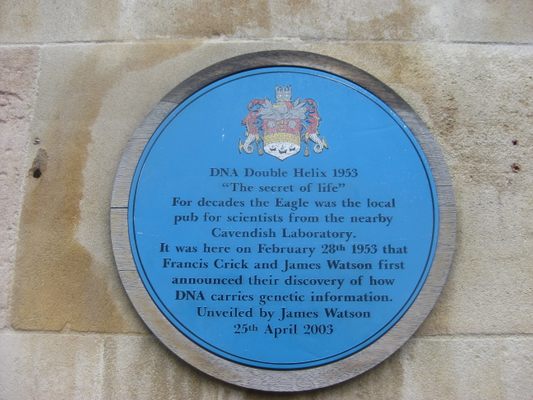 DNA Double Helix 1953
"The secret of life"
For decades the Eagle was the local
pub for scientists from the nearby
Cavendish Laboratory.
It was here on February 28th 1953 that
Francis Crick and James Watson first
announced their discovery of how
DNA carries genetic information.
Unveiled by James Watson
25th April 2003